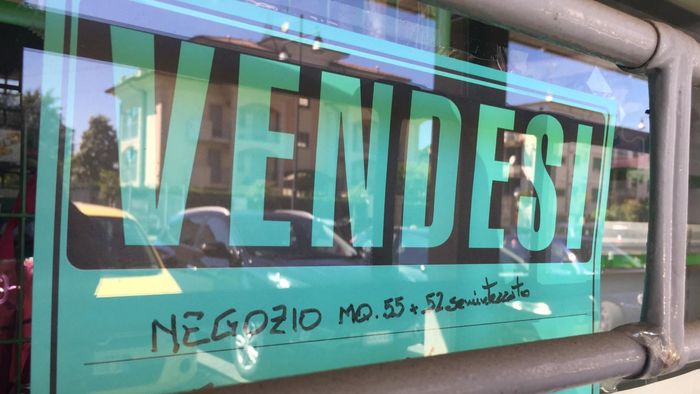 VENDESI
NEGOZIO MQ. 55 + 52 seminterrato